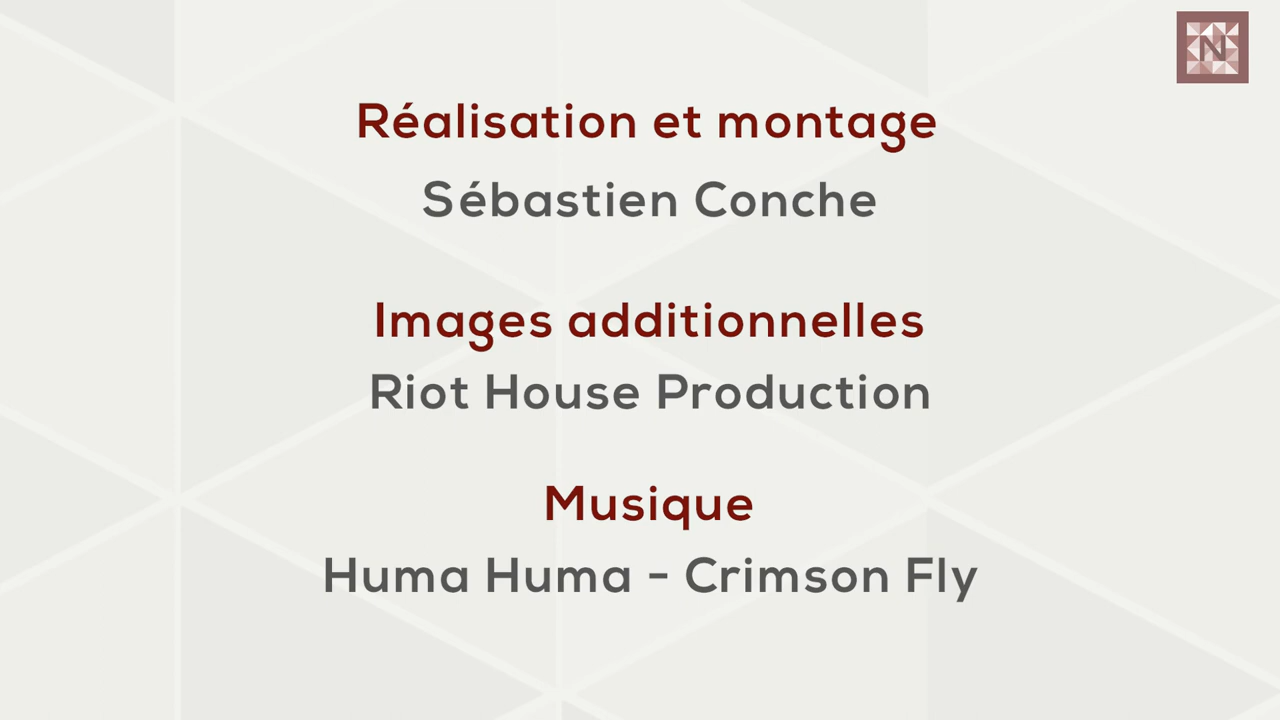 N
Réalisation et montage
Sébastien Conche
Images additionnelles
Riot House Production
Musique
Huma Huma - Crimson Fly